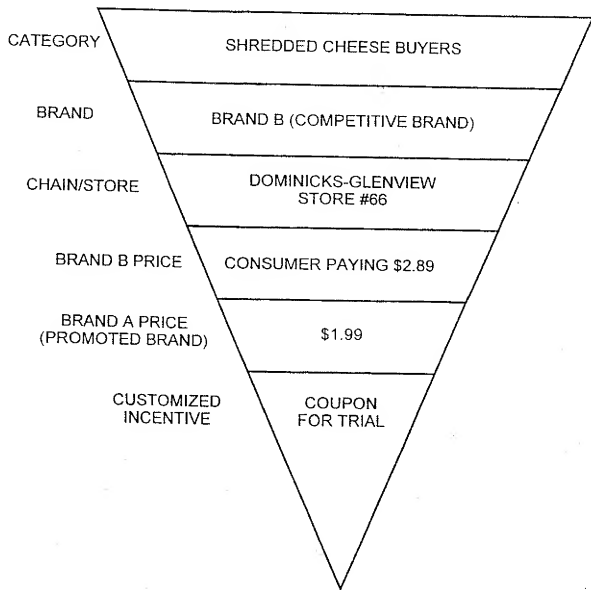 CATEGORY
SHREDDED CHEESE BUYERS
BRAND
BRAND B (COMPETITIVE BRAND)
CHAIN/STORE
DOMINICKS-GLENVIEW
STORE #66
BRAND B PRICE
CONSUMER PAYING $2.89
BRAND A PRICE
(PROMOTED BRAND)
$1.99
CUSTOMIZED
INCENTIVE
COUPON
FOR TRIAL